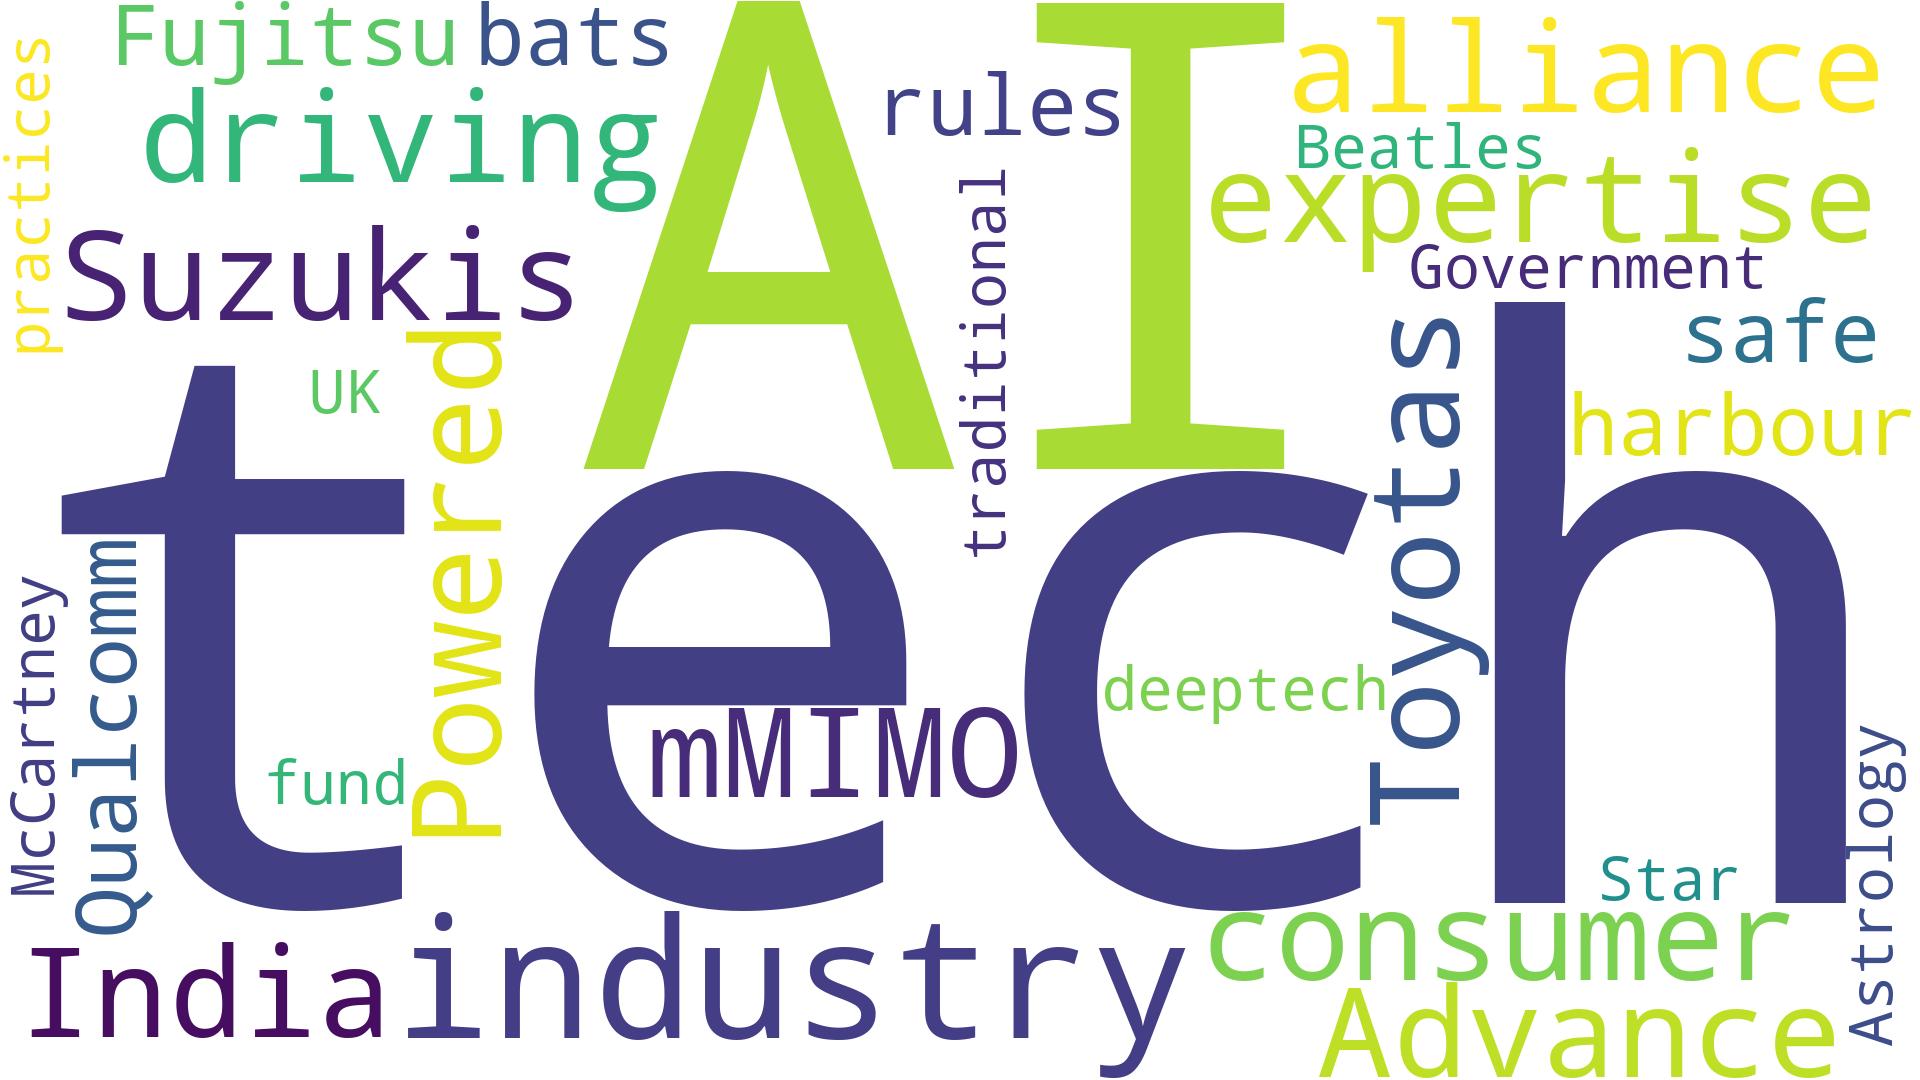 Fujitsu
bats
AI
alliance
practices
driving
rules
Beatles
expertise
traditional
Suzukis
Government
safe
UK
Powered
Toyotas
harbour
tech
McCartney
Qualcomm
deeptech
mMIMO
fund
Astrology
Star
India
industry
consumer
Advance